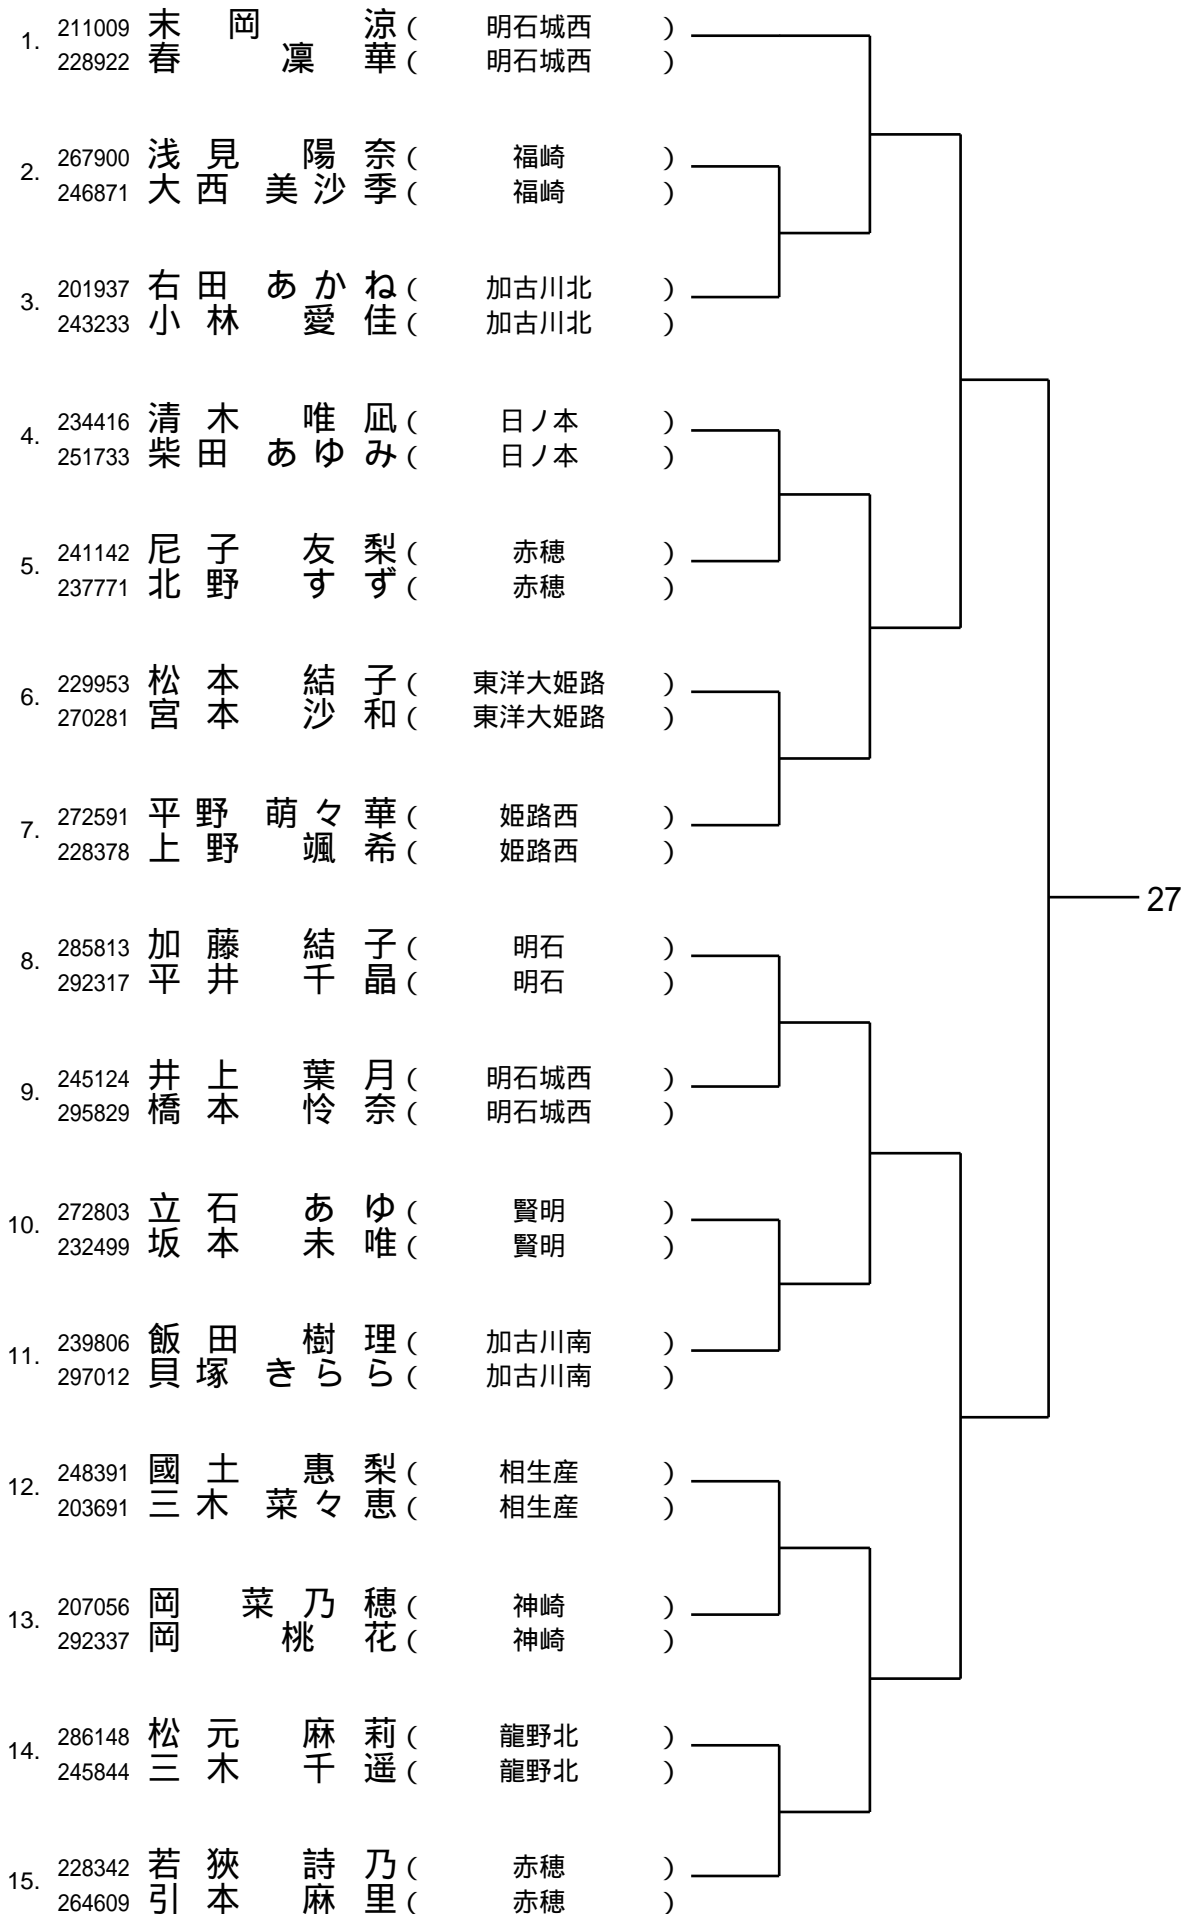 1. 211009 末岡 涼 ( 明石城西 )
228922 春 凜華 ( 明石城西 )
2. 267900 浅見 陽奈 ( 福崎 )
246871 大西 美沙季 ( 福崎 )
3. 201937 右田 あかね ( 加古川北 )
243233 小林 愛佳 ( 加古川北 )
4. 234416 清木 唯凪 ( 日ノ本 )
251733 柴田 あゆみ ( 日ノ本 )
5. 241142 尼子 友梨 ( 赤穂 )
237771 北野 すず ( 赤穂 )
6. 229953 松本 結子 ( 東洋大姫路 )
270281 宮本 沙和 ( 東洋大姫路 )
7. 272591 平野 萌々華 ( 姫路西 )
228378 上野 颯希 ( 姫路西 )
27
8. 285813 加藤 結子 ( 明石 )
292317 平井 千晶 ( 明石 )
9. 245124 井上 葉月 ( 明石城西 )
295829 橋本 怜奈 ( 明石城西 )
10. 272803 立石 あゆ ( 賢明 )
232499 坂本 未唯 ( 賢明 )
11. 239806 飯田 樹理 ( 加古川南 )
297012 貝塚 きらら ( 加古川南 )
12. 248391 國土 惠梨 ( 相生産 )
203691 三木 菜々恵 ( 相生産 )
13. 207056 岡 菜乃穂 ( 神崎 )
292337 岡 桃花 ( 神崎 )
14. 286148 松元 麻莉 ( 龍野北 )
245844 三木 千遥 ( 龍野北 )
15. 228342 若狹 詩乃 ( 赤穂 )
264609 引本 麻里 ( 赤穂 )